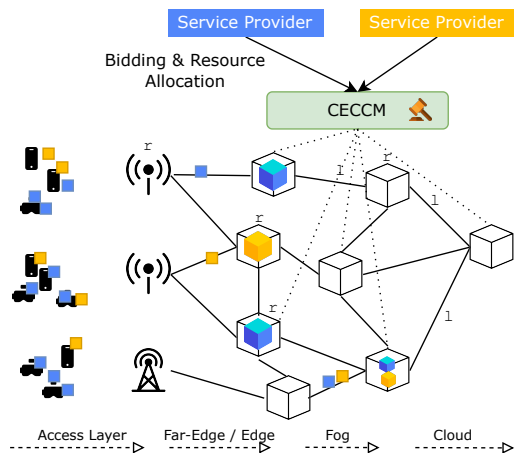 Service Provider
Service Provider
Bidding & Resource
Allocation
CECCM
r
l
r
l
r
r
l
Access Layer
Far-Edge / Edge
Fog
Cloud